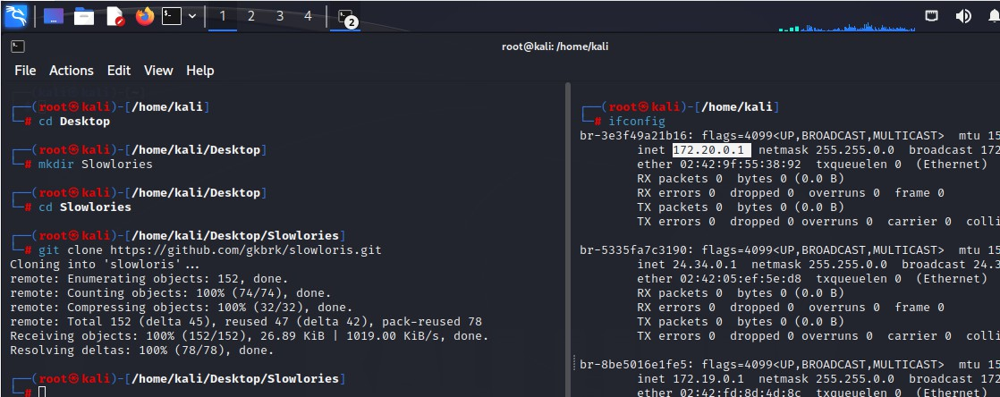 1 2 3 4
2
root@kali: /home/kali
File Actions Edit View Help
┌──(root㉿kali)-[/home/kali]
└─# cd Desktop
┌──(root㉿kali)-[/home/kali/Desktop]
└─# mkdir Slowlories
┌──(root㉿kali)-[/home/kali/Desktop]
└─# cd Slowlories
┌──(root㉿kali)-[/home/kali/Desktop/Slowlories]
└─# git clone https://github.com/gkbrk/slowloris.git
Cloning into 'slowloris'...
remote: Enumerating objects: 152, done.
remote: Counting objects: 100% (74/74), done.
remote: Compressing objects: 100% (32/32), done.
remote: Total 152 (delta 45), reused 47 (delta 42), pack-reused 78
Receiving objects: 100% (152/152), 26.89 KiB | 1019.00 KiB/s, done.
Resolving deltas: 100% (78/78), done.
┌──(root㉿kali)-[/home/kali/Desktop/Slowlories]
└─#
┌──(root㉿kali)-[/home/kali]
└─# ifconfig
br-3e3f49a21b16: flags=4099<UP,BROADCAST,MULTICAST> mtu 15
inet 172.20.0.1 netmask 255.255.0.0 broadcast 172
ether 02:42:9f:55:38:92 txqueuelen 0 (Ethernet)
RX packets 0 bytes 0 (0.0 B)
RX errors 0 dropped 0 overruns 0 frame 0
TX packets 0 bytes 0 (0.0 B)
TX errors 0 dropped 0 overruns 0 carrier 0 colli
br-5335fa7c3190: flags=4099<UP,BROADCAST,MULTICAST> mtu 15
inet 24.34.0.1 netmask 255.255.0.0 broadcast 24.3
ether 02:42:05:ef:5e:d8 txqueuelen 0 (Ethernet)
RX packets 0 bytes 0 (0.0 B)
RX errors 0 dropped 0 overruns 0 frame 0
TX packets 0 bytes 0 (0.0 B)
TX errors 0 dropped 0 overruns 0 carrier 0 colli
br-8be5016e1fe5: flags=4099<UP,BROADCAST,MULTICAST> mtu 15
inet 172.19.0.1 netmask 255.255.0.0 broadcast 172
ether 02:42:fd:8d:4d:8c txqueuelen 0 (Ethernet)